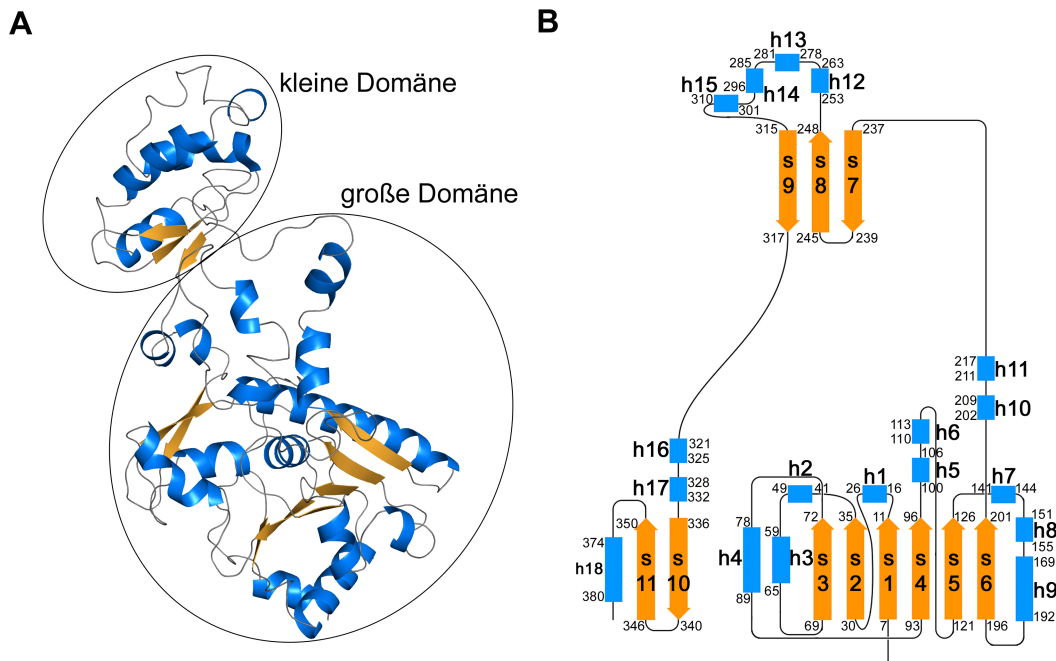 A
B
kleine Domäne
große Domäne
h13
281 278
285 263
h15 296 h14 h12
310 301 253
315 248 237
s 9
s 8
s 7
317 245 239
217
211 h11
209
202 h10
113
110 h6
106
h5
100
h16 321
325
h17 328
332
h2 h1 h7
49 41 26 16 141 144
350 336
78 72 35 11 96 126 201 151
h8
155
374 59 169
h18 h4 h3 h9
s 11
s 10
s 3
s 2
s 1
s 4
s 5
s 6
380 89 65 192
346 340 69 30 7 93 121 196